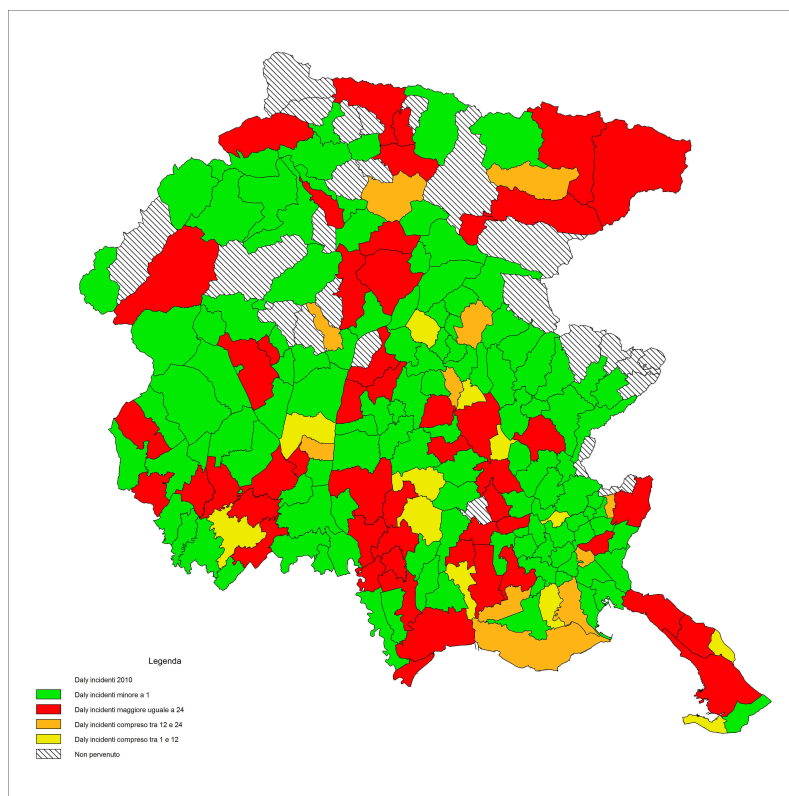 Legenda
Daly incidenti 2010
Daly incidenti minore a 1
Daly incidenti maggiore uguale a 24
Daly incidenti compreso tra 12 e 24
Daly incidenti compreso tra 1 e 12
Non pervenuto